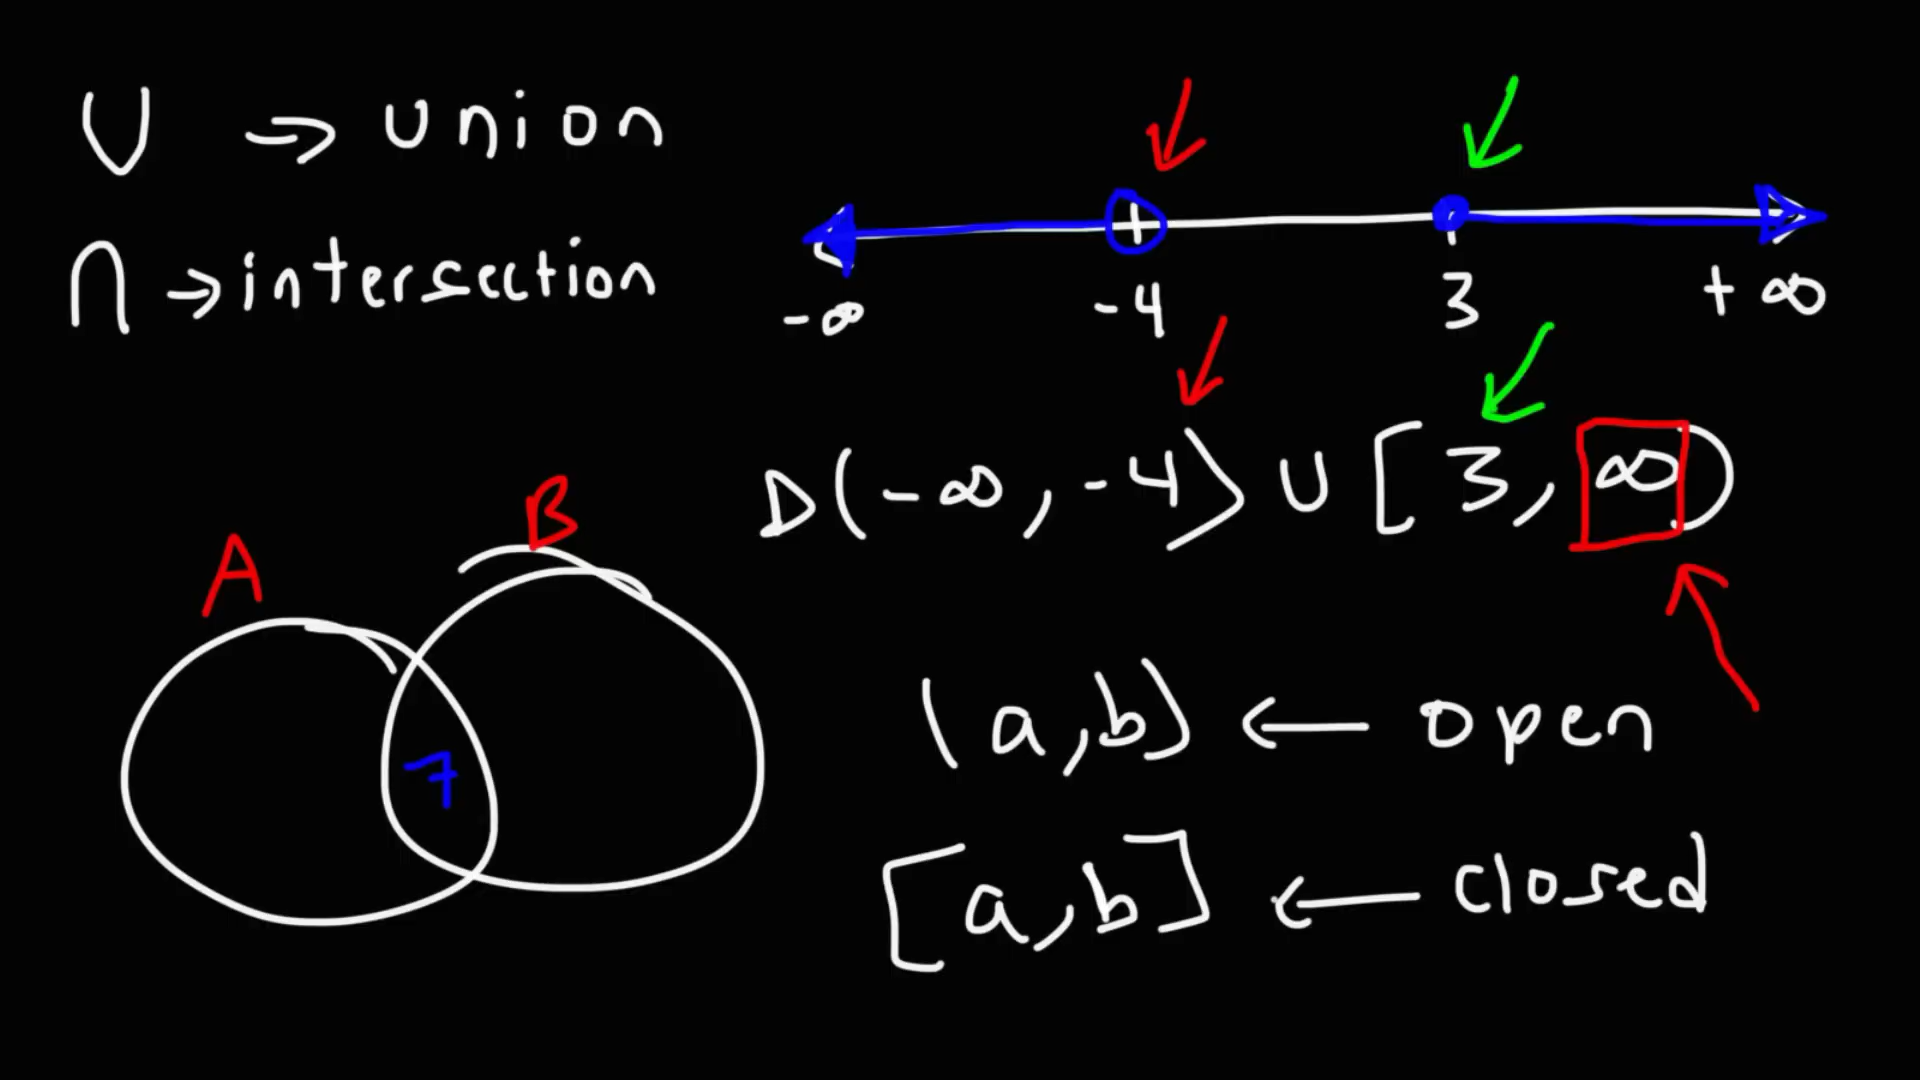 ∪ ⇒ union
∩ → intersection
-∞ -4 3 +∞
D(-∞, -4) ∪ [3, ∞)
A B
7
(a,b) ← open
[a,b] ← closed